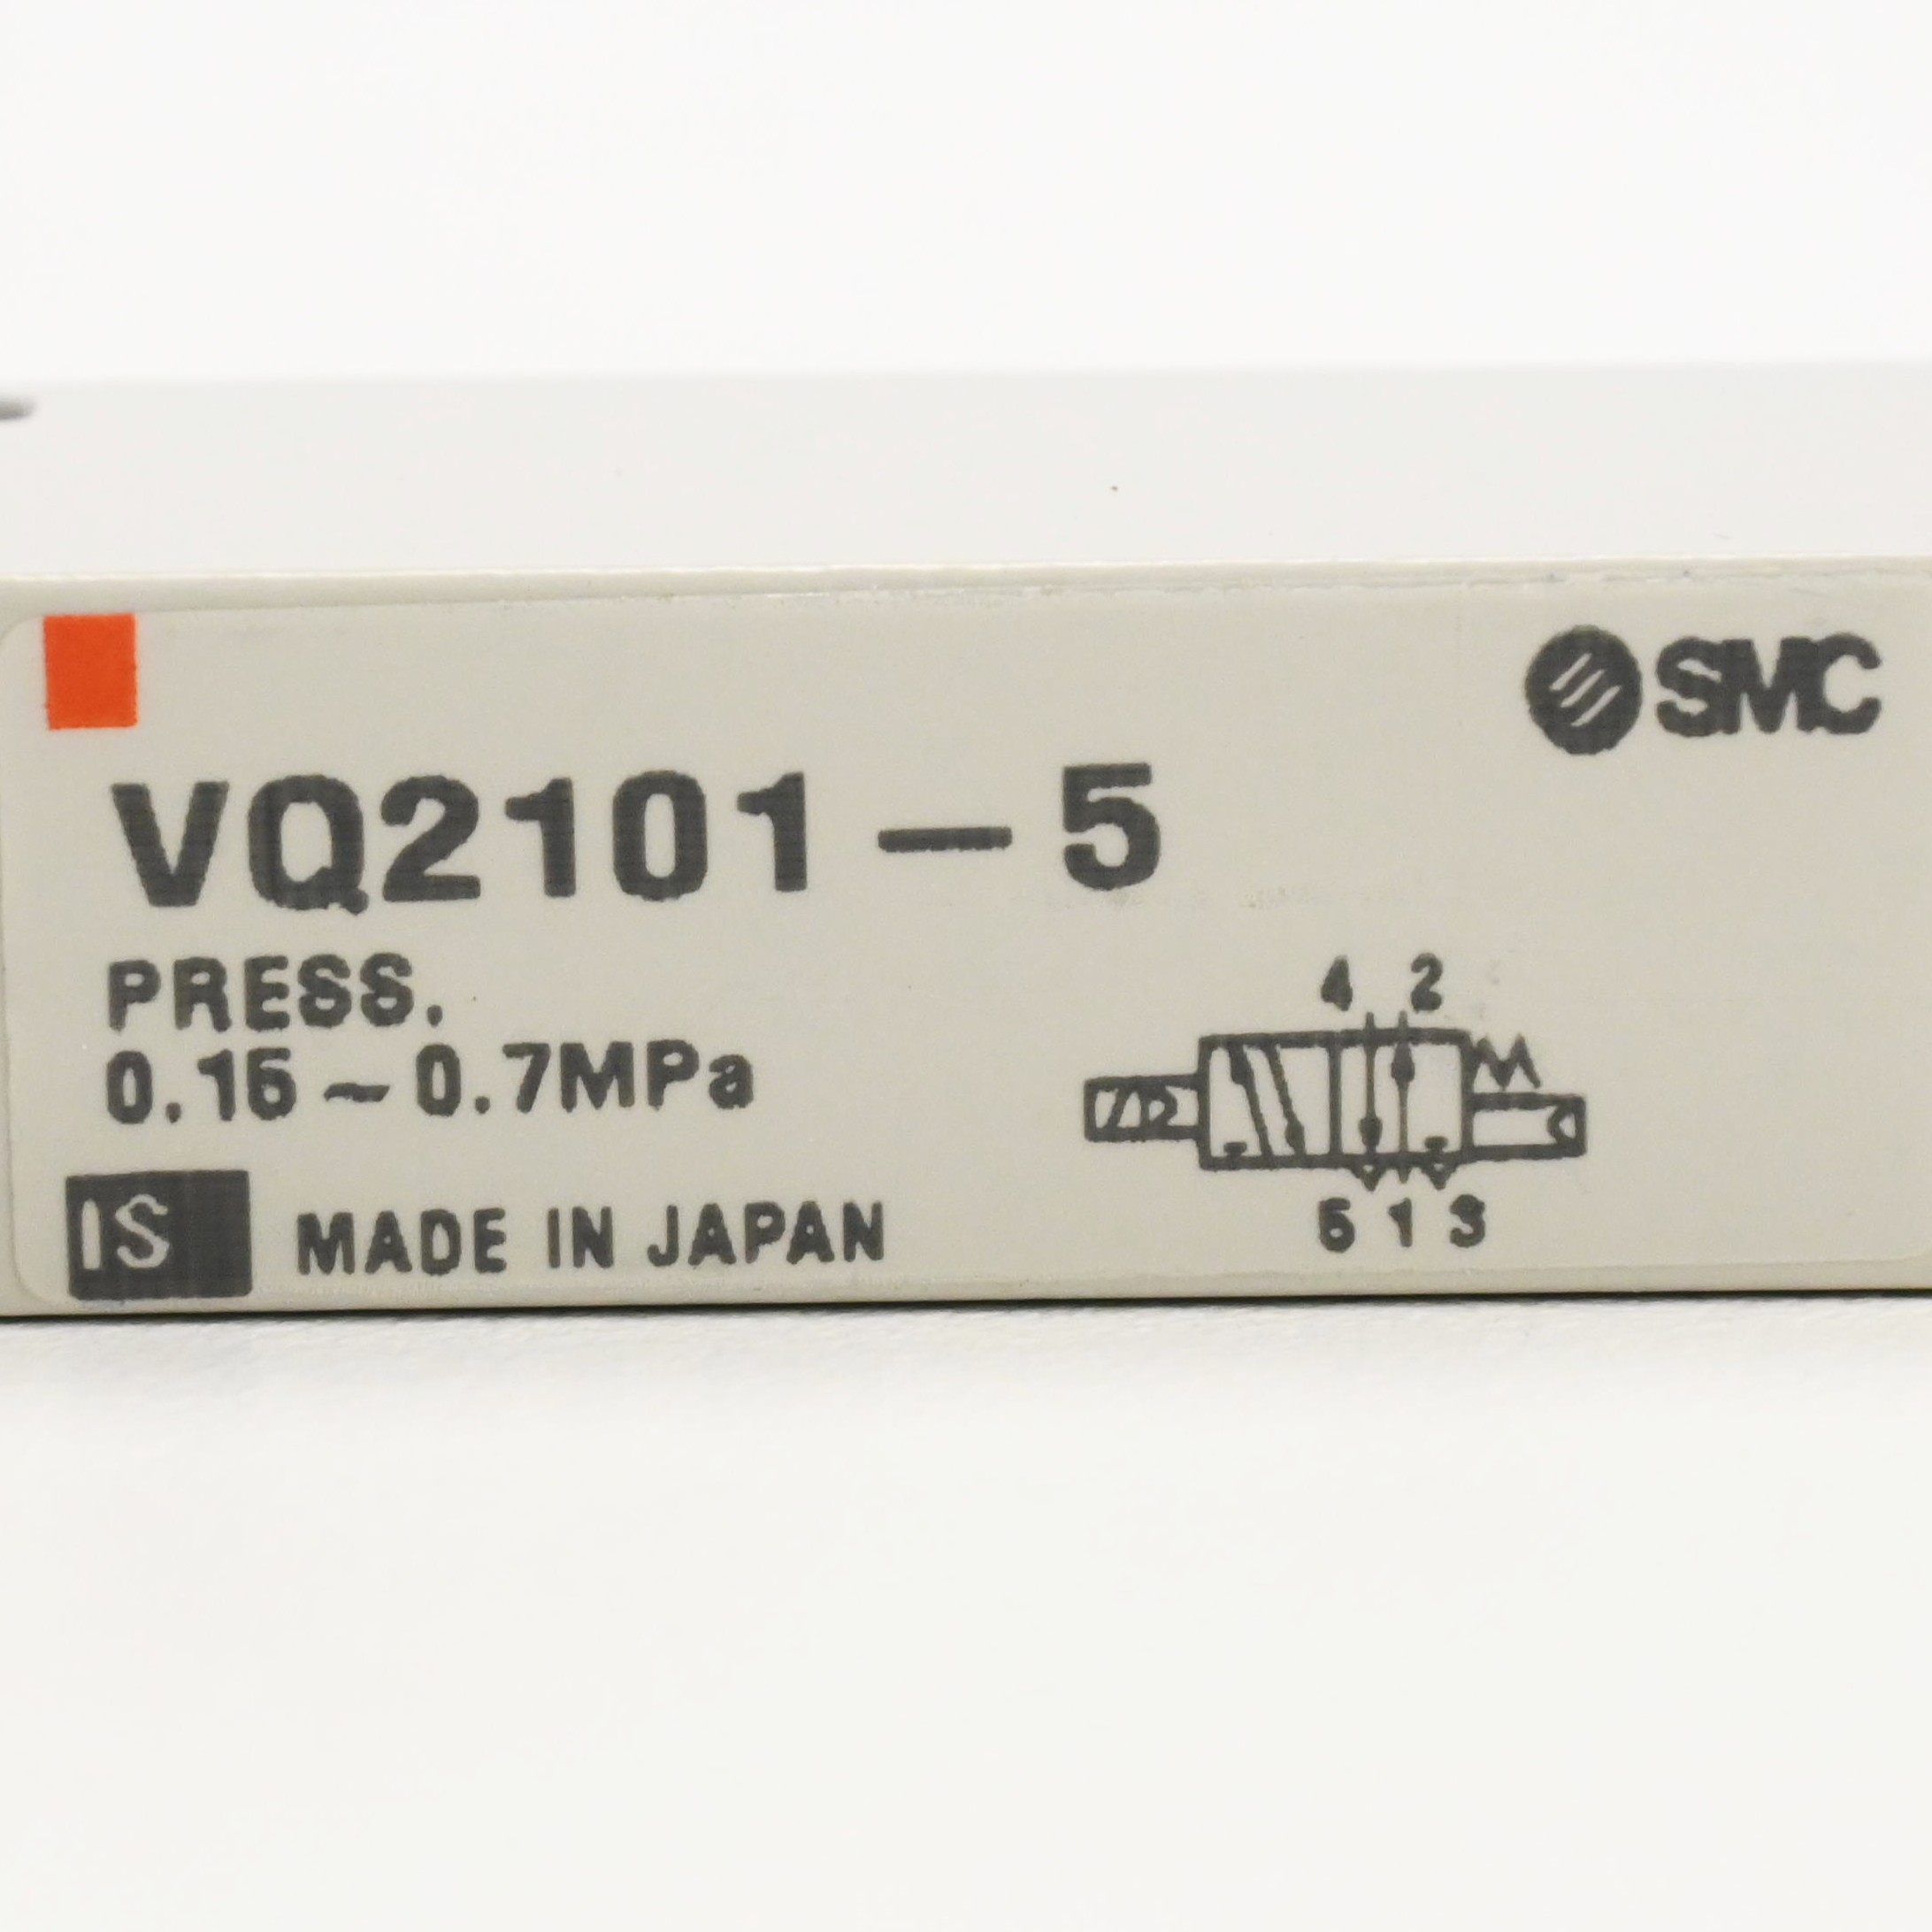 SMC
VQ2101-5
PRESS.
0.15~0.7MPa
4 2
5 1 3
IS MADE IN JAPAN